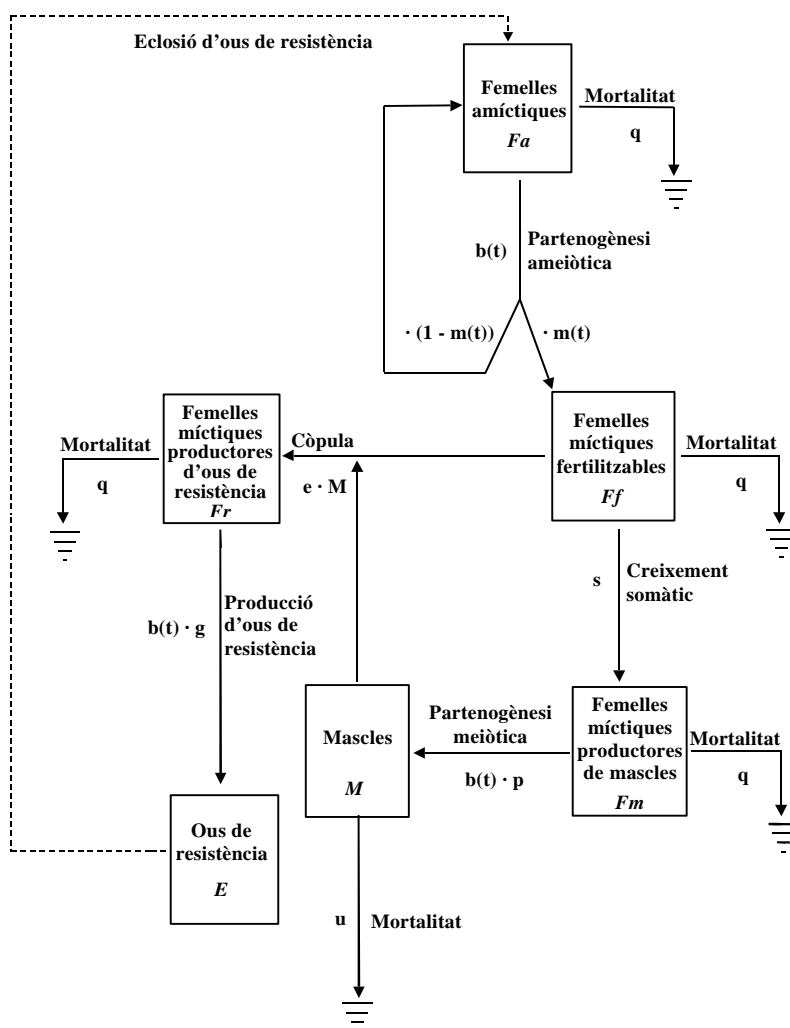 Eclosió d'ous de resistència
Femelles
amíctiques
Fa
Mortalitat
q
b(t)
Partenogènesi
ameiòtica
· (1 - m(t))
· m(t)
Femelles
míctiques
productores
d'ous de
resistència
Fr
Mortalitat
q
Còpula
e · M
Femelles
míctiques
fertilitzables
Ff
Mortalitat
q
s
Creixement
somàtic
b(t) · g
Producció
d'ous de
resistència
Mascles
M
Partenogènesi
meiòtica
b(t) · p
Femelles
míctiques
productores
de mascles
Fm
Mortalitat
q
Ous de
resistència
E
u
Mortalitat